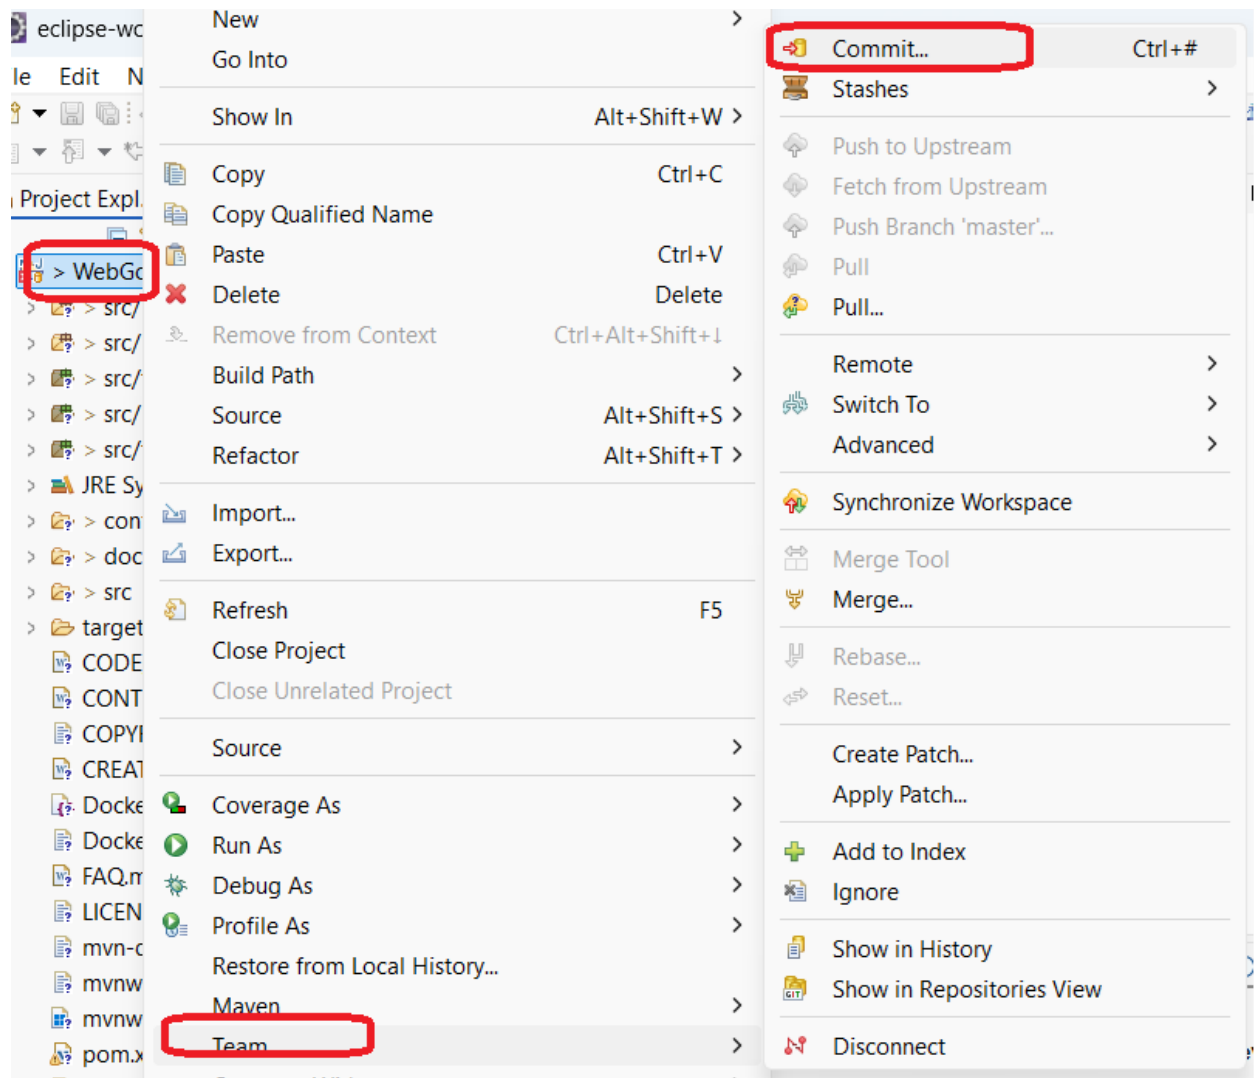 eclipse-wo
le Edit N
Project Expl
> WebGo
> src/
> src/
> src/
> src/
> src/
JRE Sy
> con
> doc
> src
target
CODE
CONT
COPY
CREAT
Docke
Docke
FAQ.m
LICEN
mvn-c
mvnw
mvnw
pom.x
New >
Go Into
Show In Alt+Shift+W >
Copy Ctrl+C
Copy Qualified Name
Paste Ctrl+V
Delete Delete
Remove from Context Ctrl+Alt+Shift+↓
Build Path >
Source Alt+Shift+S >
Refactor Alt+Shift+T >
Import...
Export...
Refresh F5
Close Project
Close Unrelated Project
Source >
Coverage As >
Run As >
Debug As >
Profile As >
Restore from Local History...
Maven >
Team >
Commit... Ctrl+#
Stashes >
Push to Upstream
Fetch from Upstream
Push Branch 'master'...
Pull
Pull...
Remote >
Switch To >
Advanced >
Synchronize Workspace
Merge Tool
Merge...
Rebase...
Reset...
Create Patch...
Apply Patch...
Add to Index
Ignore
Show in History
Show in Repositories View
Disconnect